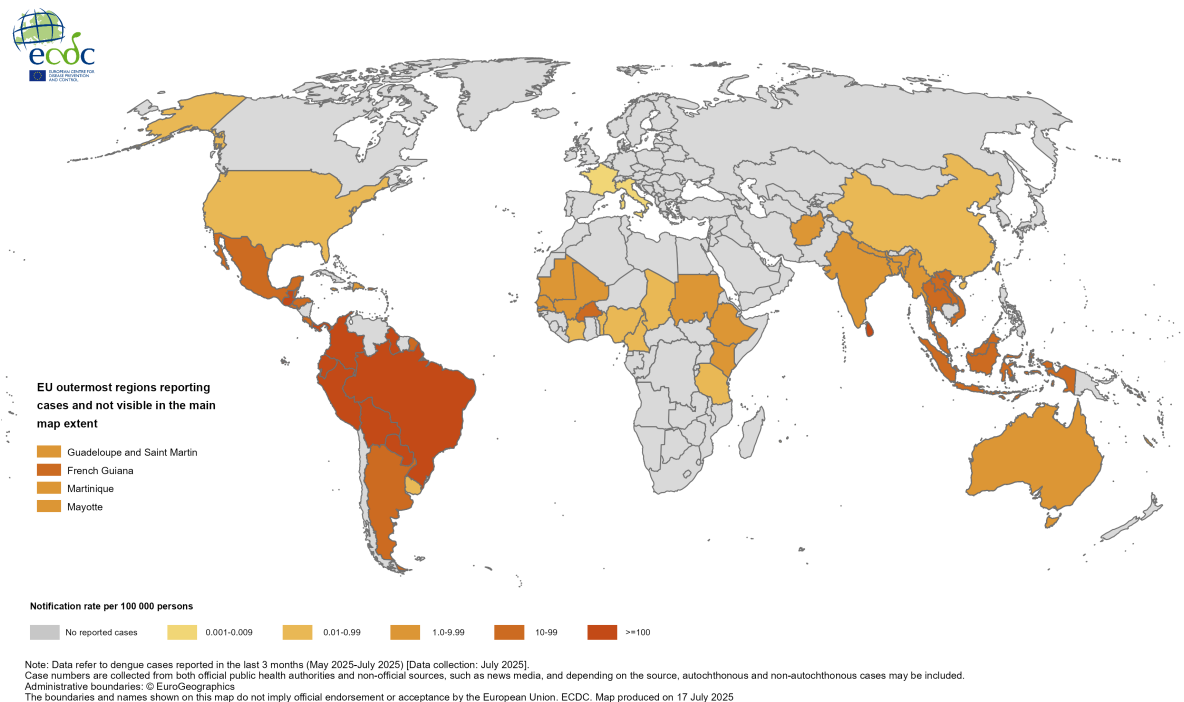 ecdc
EUROPEAN CENTRE FOR
DISEASE PREVENTION
AND CONTROL
EU outermost regions reporting
cases and not visible in the main
map extent
Guadeloupe and Saint Martin
French Guiana
Martinique
Mayotte
Notification rate per 100 000 persons
No reported cases
0.001-0.009
0.01-0.99
1.0-9.99
10-99
>=100
Note: Data refer to dengue cases reported in the last 3 months (May 2025-July 2025) [Data collection: July 2025].
Case numbers are collected from both official public health authorities and non-official sources, such as news media, and depending on the source, autochthonous and non-autochthonous cases may be included.
Administrative boundaries: © EuroGeographics
The boundaries and names shown on this map do not imply official endorsement or acceptance by the European Union. ECDC. Map produced on 17 July 2025